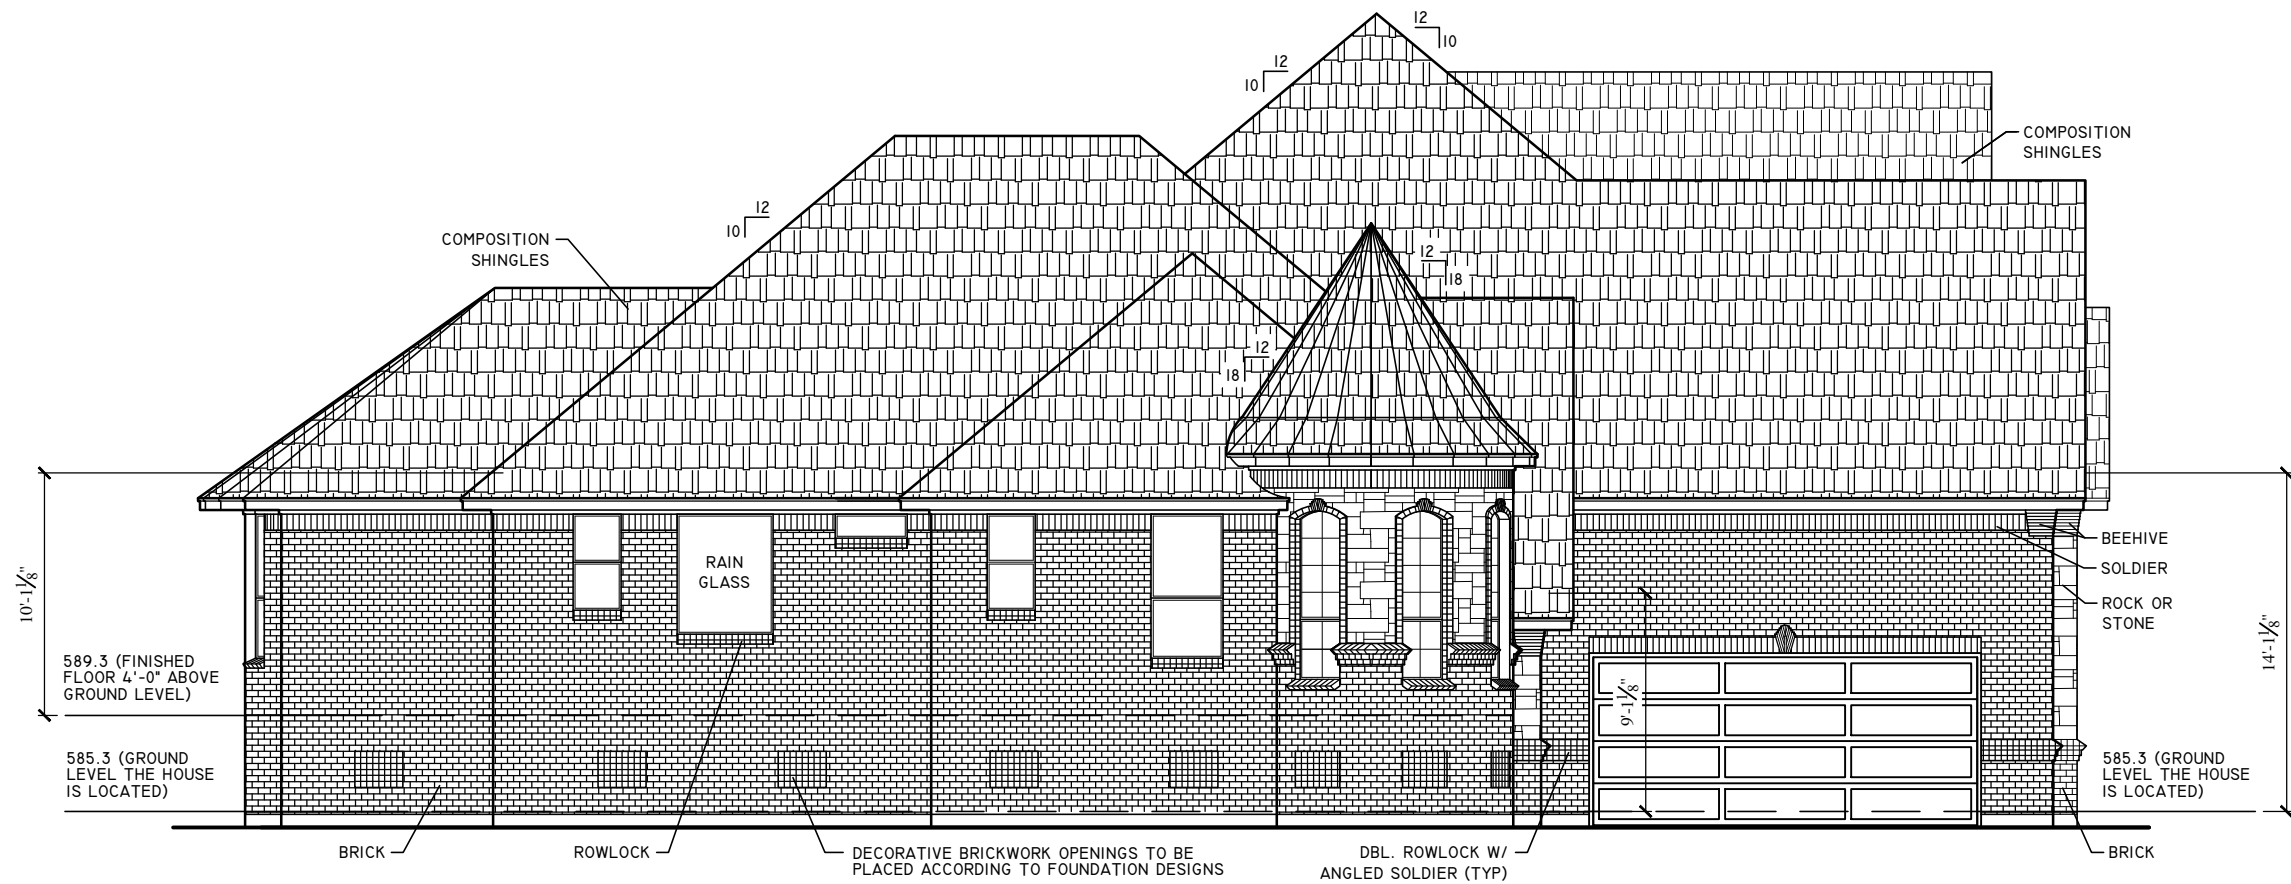 12
10
12
10
COMPOSITION
SHINGLES
12
10
COMPOSITION
SHINGLES
12
18
12
18
BEEHIVE
SOLDIER
ROCK OR
STONE
RAIN
GLASS
10'-1⅛"
14'-1⅛"
9'-1⅛"
589.3 (FINISHED
FLOOR 4'-0" ABOVE
GROUND LEVEL)
585.3 (GROUND
LEVEL THE HOUSE
IS LOCATED)
585.3 (GROUND
LEVEL THE HOUSE
IS LOCATED)
BRICK
ROWLOCK
DECORATIVE BRICKWORK OPENINGS TO BE
PLACED ACCORDING TO FOUNDATION DESIGNS
DBL. ROWLOCK W/
ANGLED SOLDIER (TYP)
BRICK